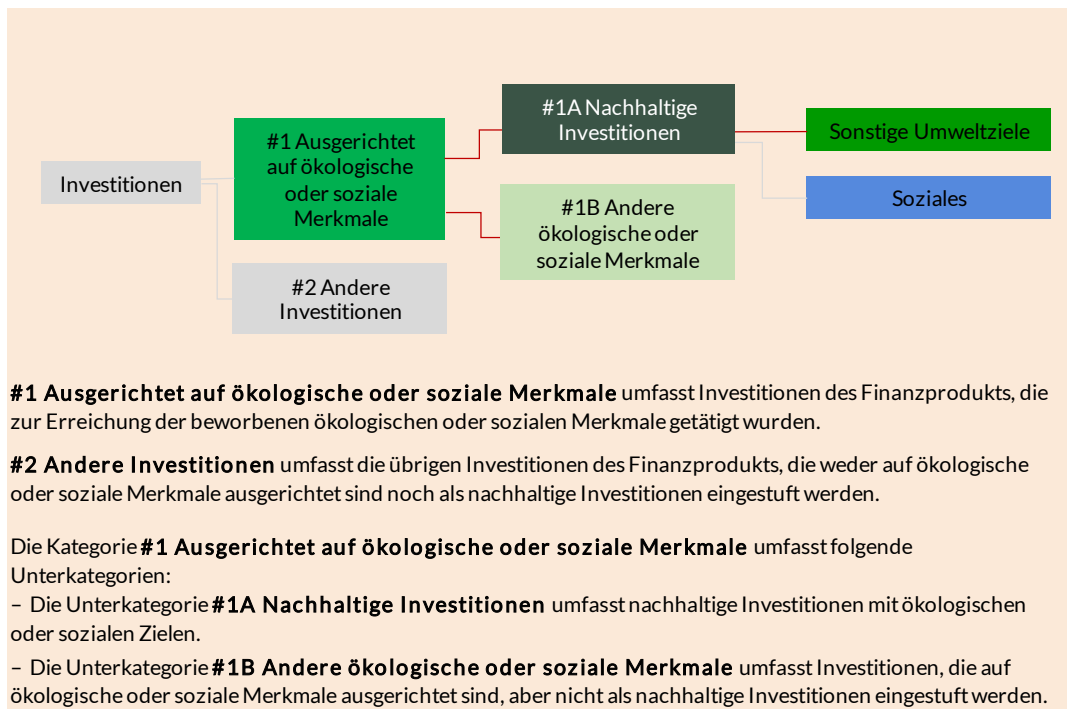 Investitionen
#1 Ausgerichtet
auf ökologische
oder soziale
Merkmale
#2 Andere
Investitionen
#1A Nachhaltige
Investitionen
#1B Andere
ökologische oder
soziale Merkmale
Sonstige Umweltziele
Soziales
#1 Ausgerichtet auf ökologische oder soziale Merkmale umfasst Investitionen des Finanzprodukts, die
zur Erreichung der beworbenen ökologischen oder sozialen Merkmale getätigt wurden.
#2 Andere Investitionen umfasst die übrigen Investitionen des Finanzprodukts, die weder auf ökologische
oder soziale Merkmale ausgerichtet sind noch als nachhaltige Investitionen eingestuft werden.
Die Kategorie #1 Ausgerichtet auf ökologische oder soziale Merkmale umfasst folgende
Unterkategorien:
– Die Unterkategorie #1A Nachhaltige Investitionen umfasst nachhaltige Investitionen mit ökologischen
oder sozialen Zielen.
– Die Unterkategorie #1B Andere ökologische oder soziale Merkmale umfasst Investitionen, die auf
ökologische oder soziale Merkmale ausgerichtet sind, aber nicht als nachhaltige Investitionen eingestuft werden.